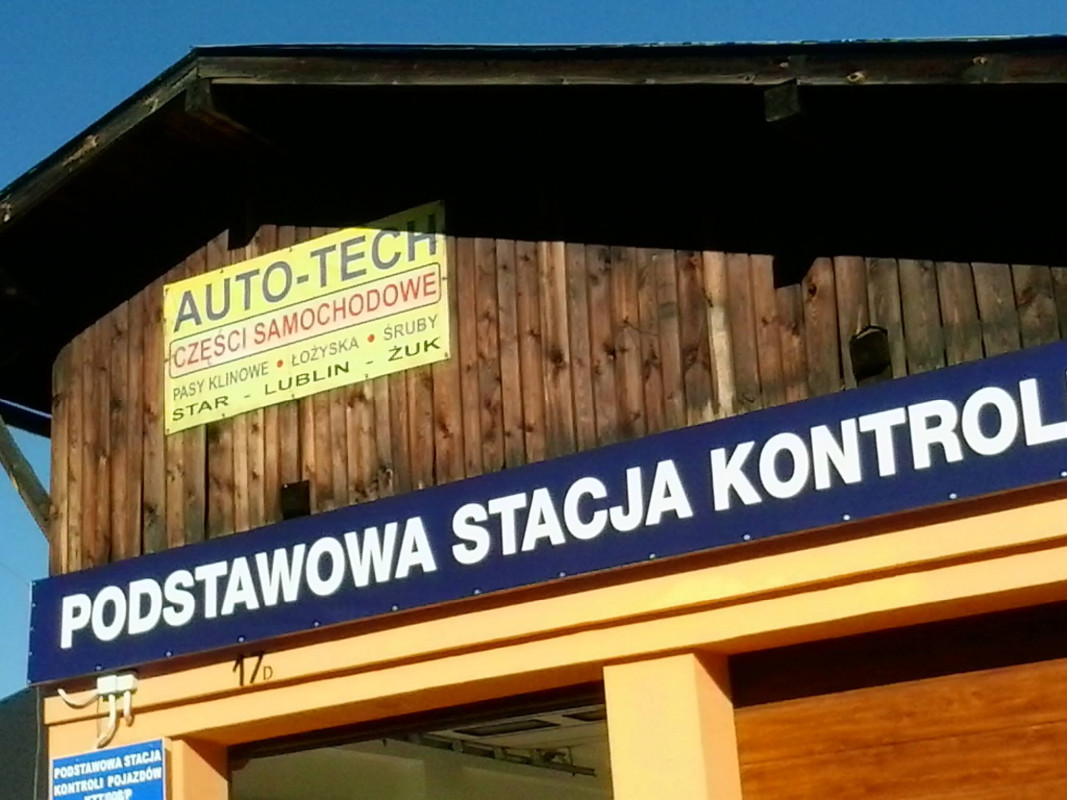 AUTO-TECH
CZĘŚCI SAMOCHODOWE
PASY KLINOWE • ŁOŻYSKA • ŚRUBY
STAR - LUBLIN - ŻUK
PODSTAWOWA STACJA KONTROL
17D
PODSTAWOWA STACJA
KONTROLI POJAZDÓW